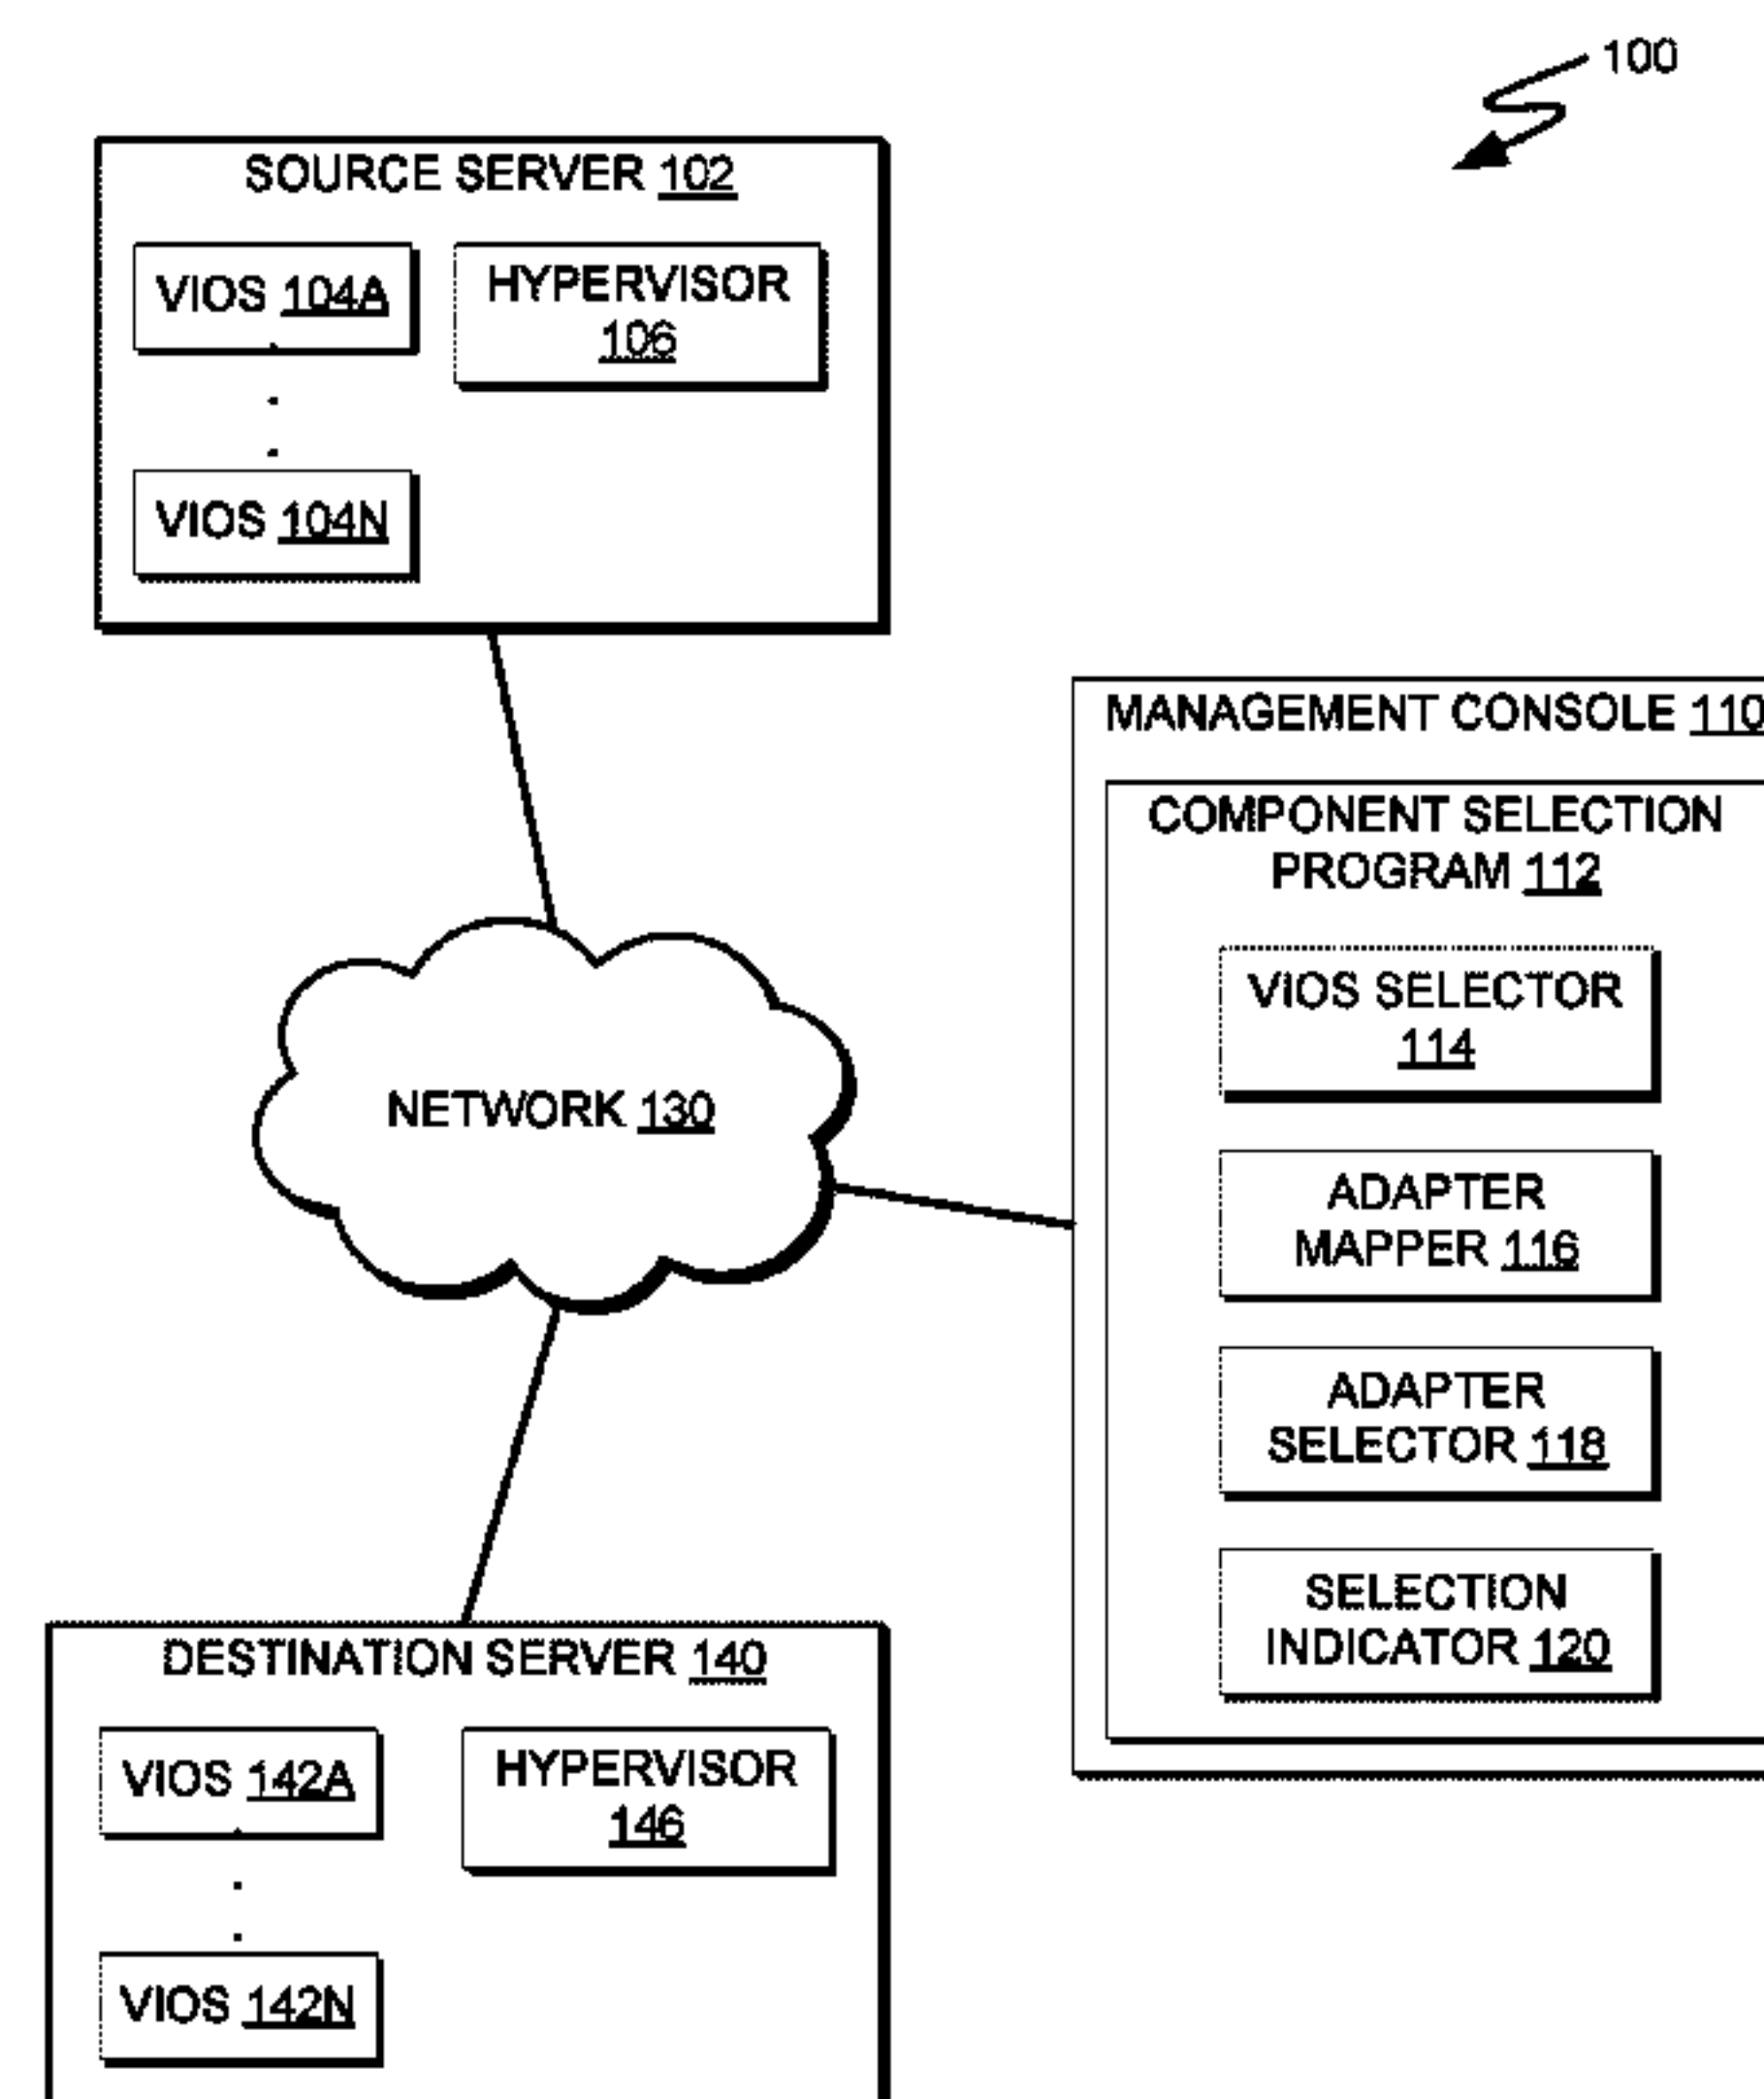 100
SOURCE SERVER 102
VIOS 104A
HYPERVISOR
106
VIOS 104N
MANAGEMENT CONSOLE 110
COMPONENT SELECTION
PROGRAM 112
VIOS SELECTOR
114
ADAPTER
MAPPER 116
ADAPTER
SELECTOR 118
SELECTION
INDICATOR 120
NETWORK 130
DESTINATION SERVER 140
VIOS 142A
HYPERVISOR
146
VIOS 142N